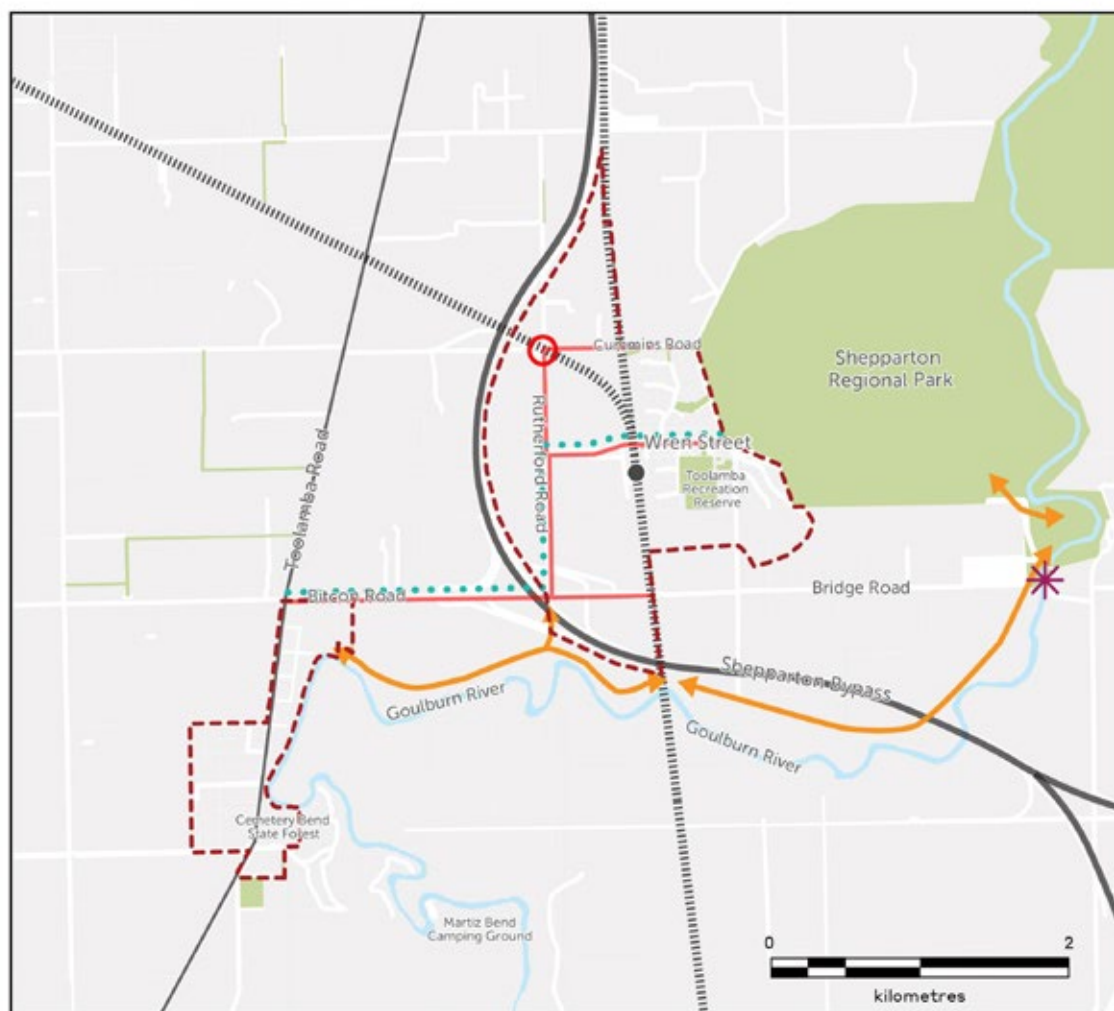 Shepparton
Regional Park
Cummins Road
Rutherford Road
Wren Street
Toolamba
Recreation
Reserve
Toolamba Road
Bitcon Road
Bridge Road
Shepparton Bypass
Goulburn River
Goulburn River
Cemetery Bend
State Forest
Martiz Bend
Camping Ground
0 2
kilometres